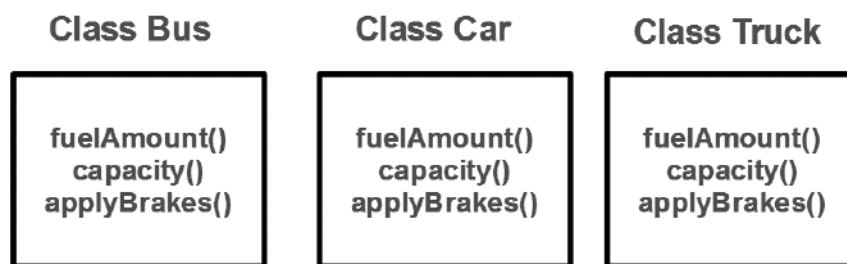 Class Bus
Class Car
Class Truck
fuelAmount()
capacity()
applyBrakes()
fuelAmount()
capacity()
applyBrakes()
fuelAmount()
capacity()
applyBrakes()